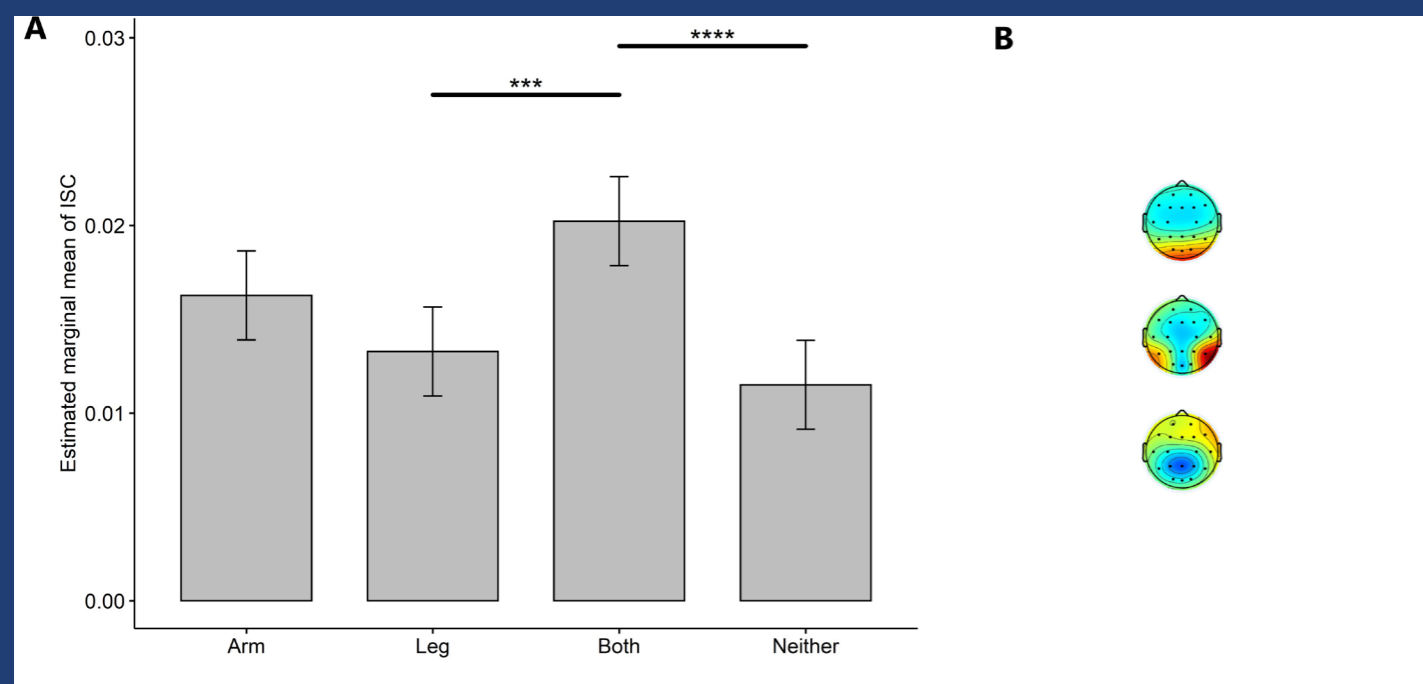 A
B
Estimated marginal mean of ISC
0.03
0.02
0.01
0.00
***
****
Arm
Leg
Both
Neither